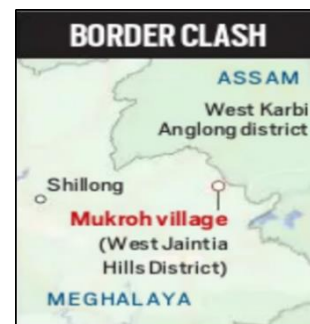 BORDER CLASH
ASSAM
West Karbi
Anglong district
Shillong
Mukroh village
(West Jaintia
Hills District)
MEGHALAYA